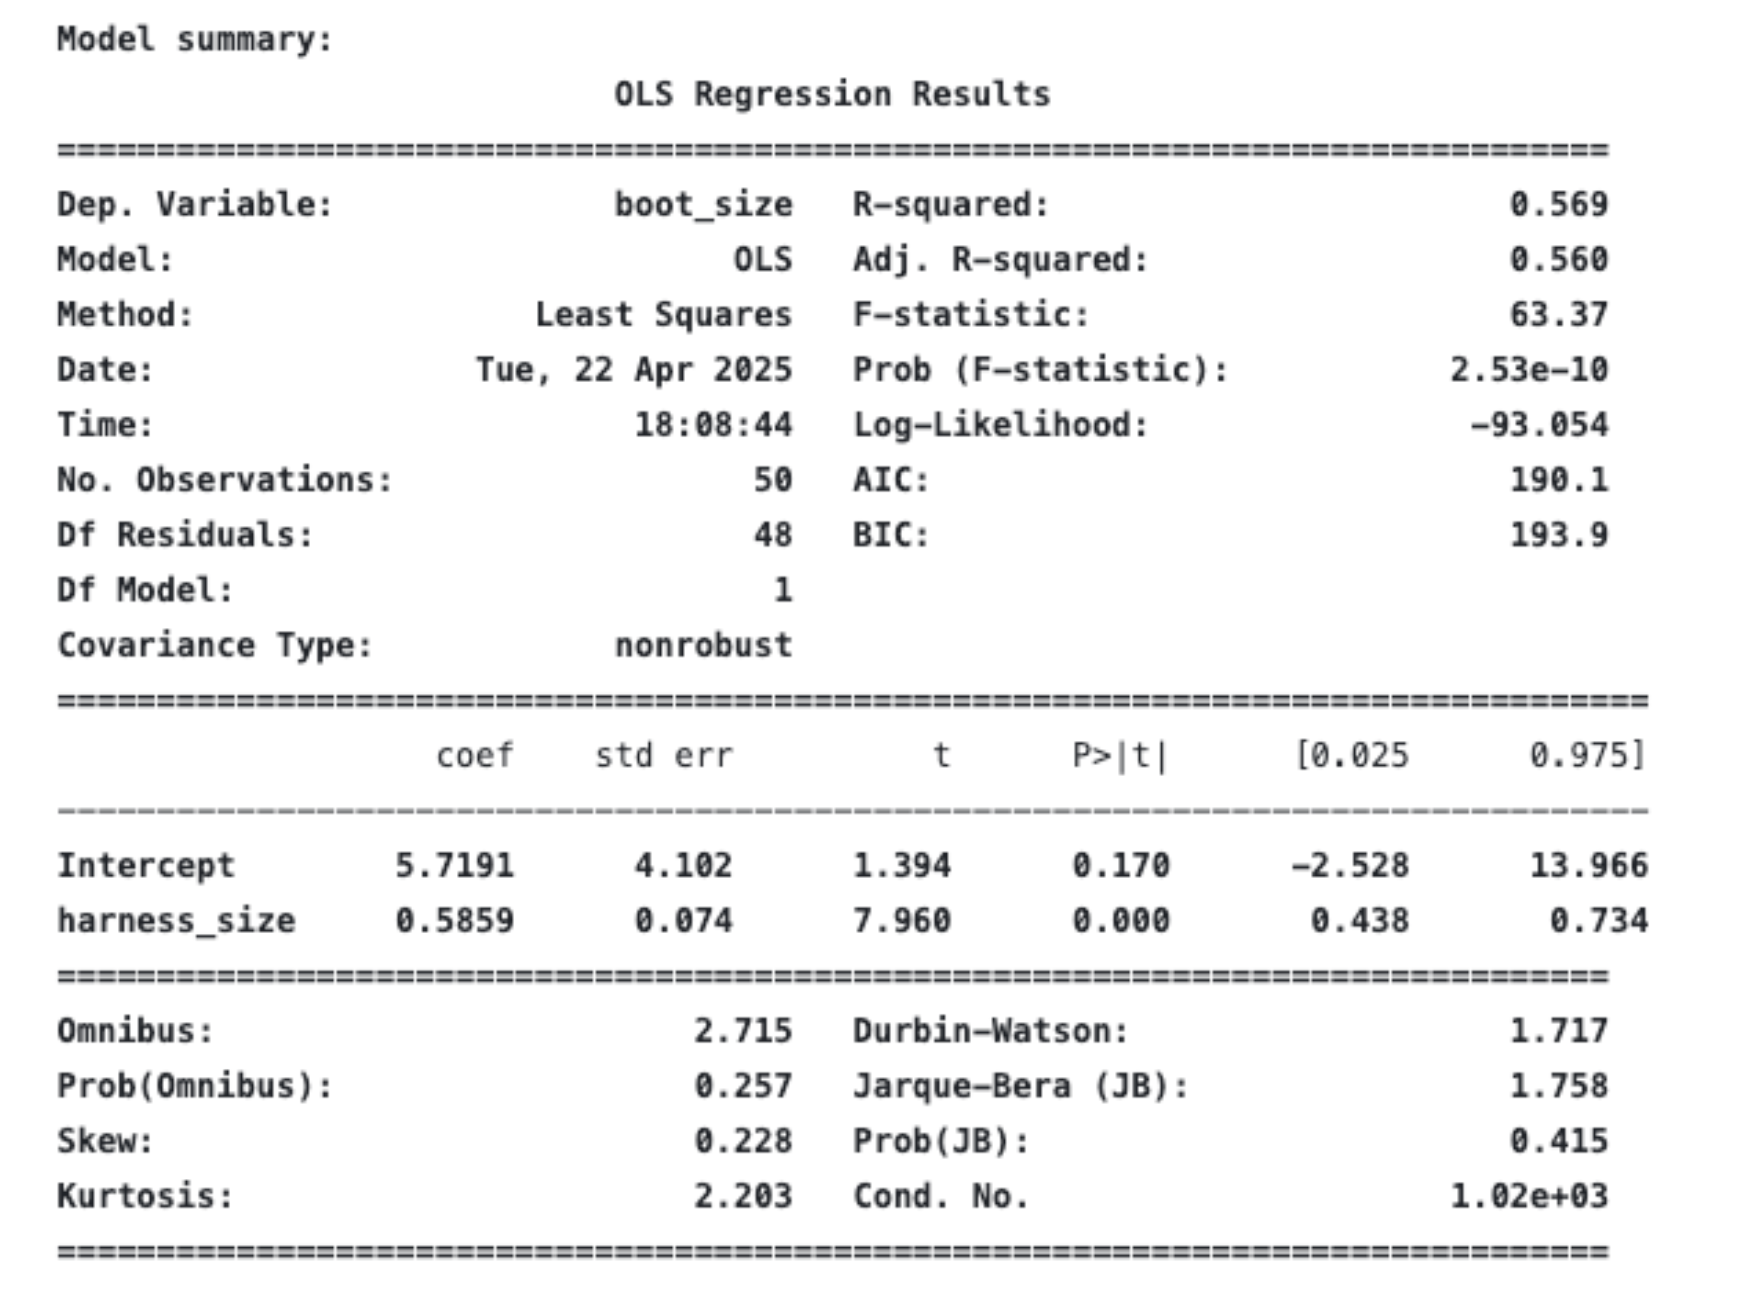 Model summary:
                            OLS Regression Results
==============================================================================
Dep. Variable:              boot_size   R-squared:                       0.569
Model:                            OLS   Adj. R-squared:                  0.560
Method:                 Least Squares   F-statistic:                     63.37
Date:                Tue, 22 Apr 2025   Prob (F-statistic):           2.53e-10
Time:                        18:08:44   Log-Likelihood:                -93.054
No. Observations:                  50   AIC:                             190.1
Df Residuals:                      48   BIC:                             193.9
Df Model:                           1
Covariance Type:            nonrobust
================================================================================
                   coef    std err          t      P>|t|      [0.025      0.975]
--------------------------------------------------------------------------------
Intercept        5.7191      4.102      1.394      0.170      -2.528      13.966
harness_size     0.5859      0.074      7.960      0.000       0.438       0.734
==============================================================================
Omnibus:                        2.715   Durbin-Watson:                   1.717
Prob(Omnibus):                  0.257   Jarque-Bera (JB):                1.758
Skew:                           0.228   Prob(JB):                        0.415
Kurtosis:                       2.203   Cond. No.                     1.02e+03
==============================================================================